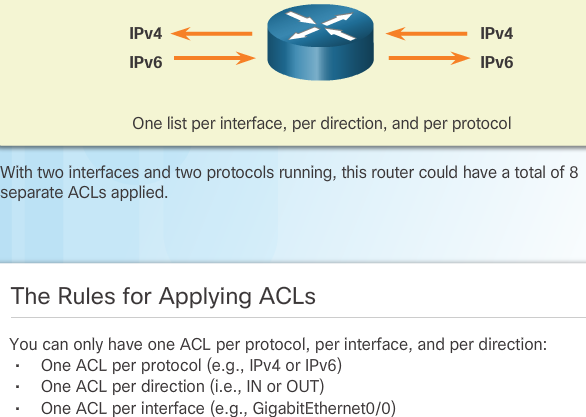 IPv4 IPv4
IPv6 IPv6
One list per interface, per direction, and per protocol
With two interfaces and two protocols running, this router could have a total of 8
separate ACLs applied.
The Rules for Applying ACLs
You can only have one ACL per protocol, per interface, and per direction:
• One ACL per protocol (e.g., IPv4 or IPv6)
• One ACL per direction (i.e., IN or OUT)
• One ACL per interface (e.g., GigabitEthernet0/0)